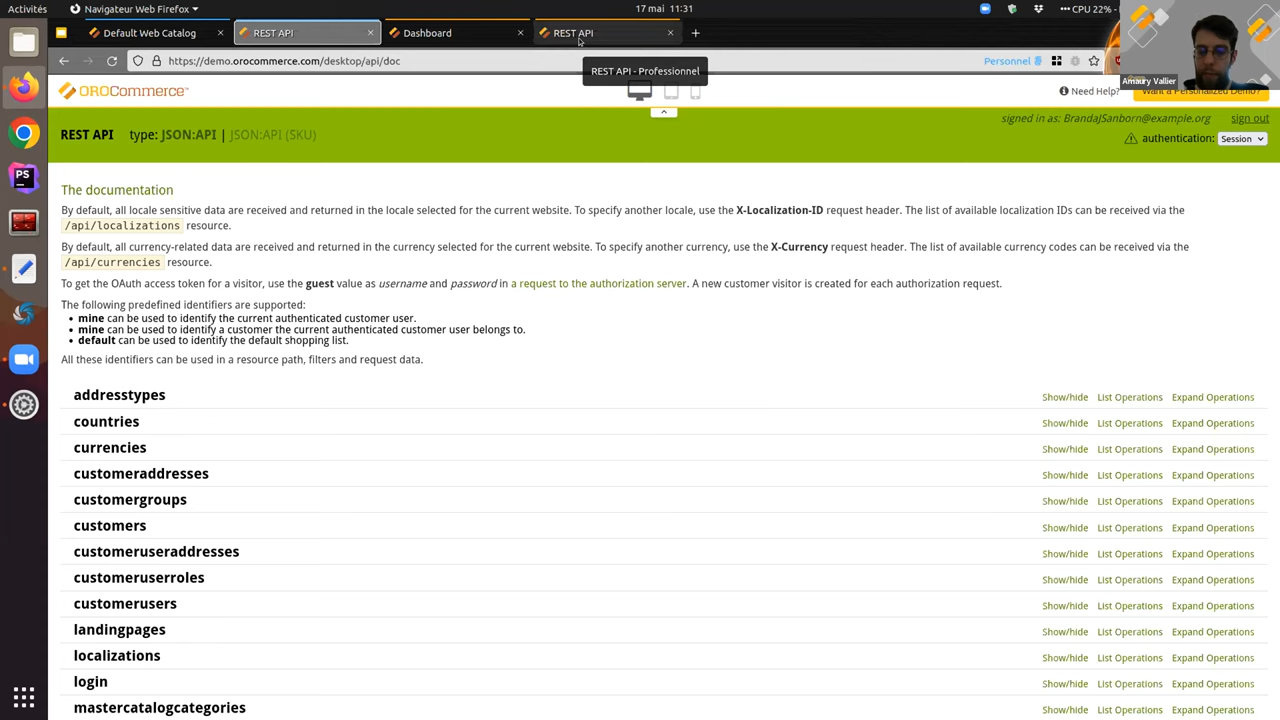 Activités
Navigateur Web Firefox
17 mai 11:31
CPU 22%
Default Web Catalog
REST API
Dashboard
REST API
https://demo.orocommerce.com/desktop/api/doc
Personnel
REST API - Professionnel
Amaury Vallier
OROCOMMERCE
Need Help?
Want a Personalized Demo?
REST API type: JSON:API | JSON:API (SKU)
signed in as: BrandaJSanborn@example.org sign out
authentication: Session
The documentation
By default, all locale sensitive data are received and returned in the locale selected for the current website. To specify another locale, use the X-Localization-ID request header. The list of available localization IDs can be received via the
/api/localizations resource.
By default, all currency-related data are received and returned in the currency selected for the current website. To specify another currency, use the X-Currency request header. The list of available currency codes can be received via the
/api/currencies resource.
To get the OAuth access token for a visitor, use the guest value as username and password in a request to the authorization server. A new customer visitor is created for each authorization request.
The following predefined identifiers are supported:
• mine can be used to identify the current authenticated customer user.
• mine can be used to identify a customer the current authenticated customer user belongs to.
• default can be used to identify the default shopping list.
All these identifiers can be used in a resource path, filters and request data.
addresstypes Show/hide List Operations Expand Operations
countries Show/hide List Operations Expand Operations
currencies Show/hide List Operations Expand Operations
customeraddresses Show/hide List Operations Expand Operations
customergroups Show/hide List Operations Expand Operations
customers Show/hide List Operations Expand Operations
customeruseraddresses Show/hide List Operations Expand Operations
customeruserroles Show/hide List Operations Expand Operations
customerusers Show/hide List Operations Expand Operations
landingpages Show/hide List Operations Expand Operations
localizations Show/hide List Operations Expand Operations
login Show/hide List Operations Expand Operations
mastercatalogcategories Show/hide List Operations Expand Operations
PS